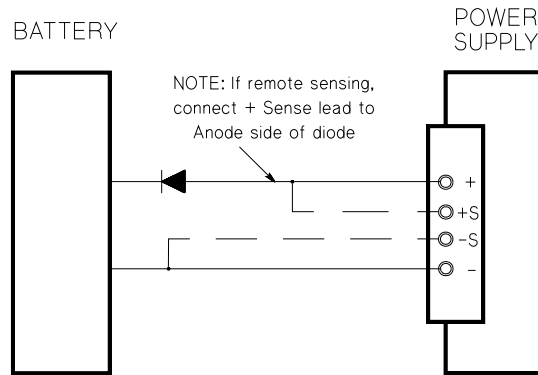 BATTERY
POWER
SUPPLY
NOTE: If remote sensing,
connect + Sense lead to
Anode side of diode
+
+S
-S
-